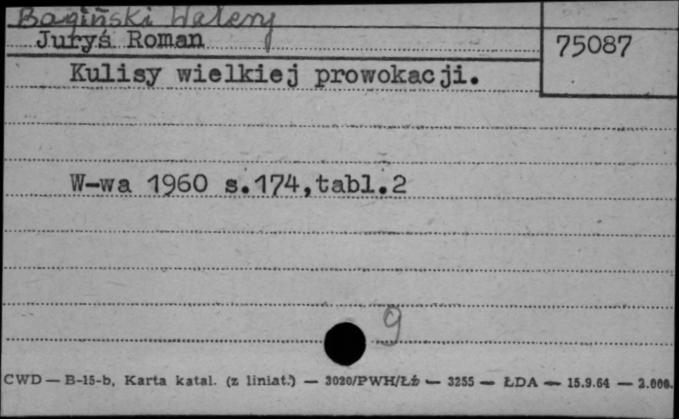 Bagiński Walery
Juryś Roman
75087
Kulisy wielkiej prowokacji.
W-wa 1960 s.174,tabl.2
9
CWD — B-15-b, Karta katal. (z liniat.) — 3020/PWH/Łź — 3255 — ŁDA — 15.9.64 — 2.000.